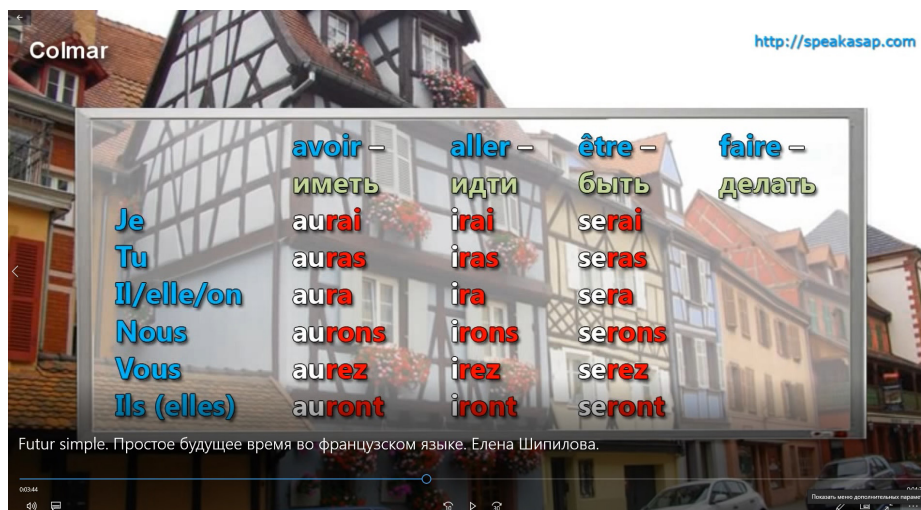 Colmar
http://speakasap.com
avoir – aller – être – faire –
иметь идти быть делать
Je aurai irai serai
Tu auras iras seras
Il/elle/on aura ira sera
Nous aurons irons serons
Vous aurez irez serez
Ils (elles) auront iront seront
Futur simple. Простое будущее время во французском языке. Елена Шипилова.
0:03:44
10 30
Показать меню дополнительных